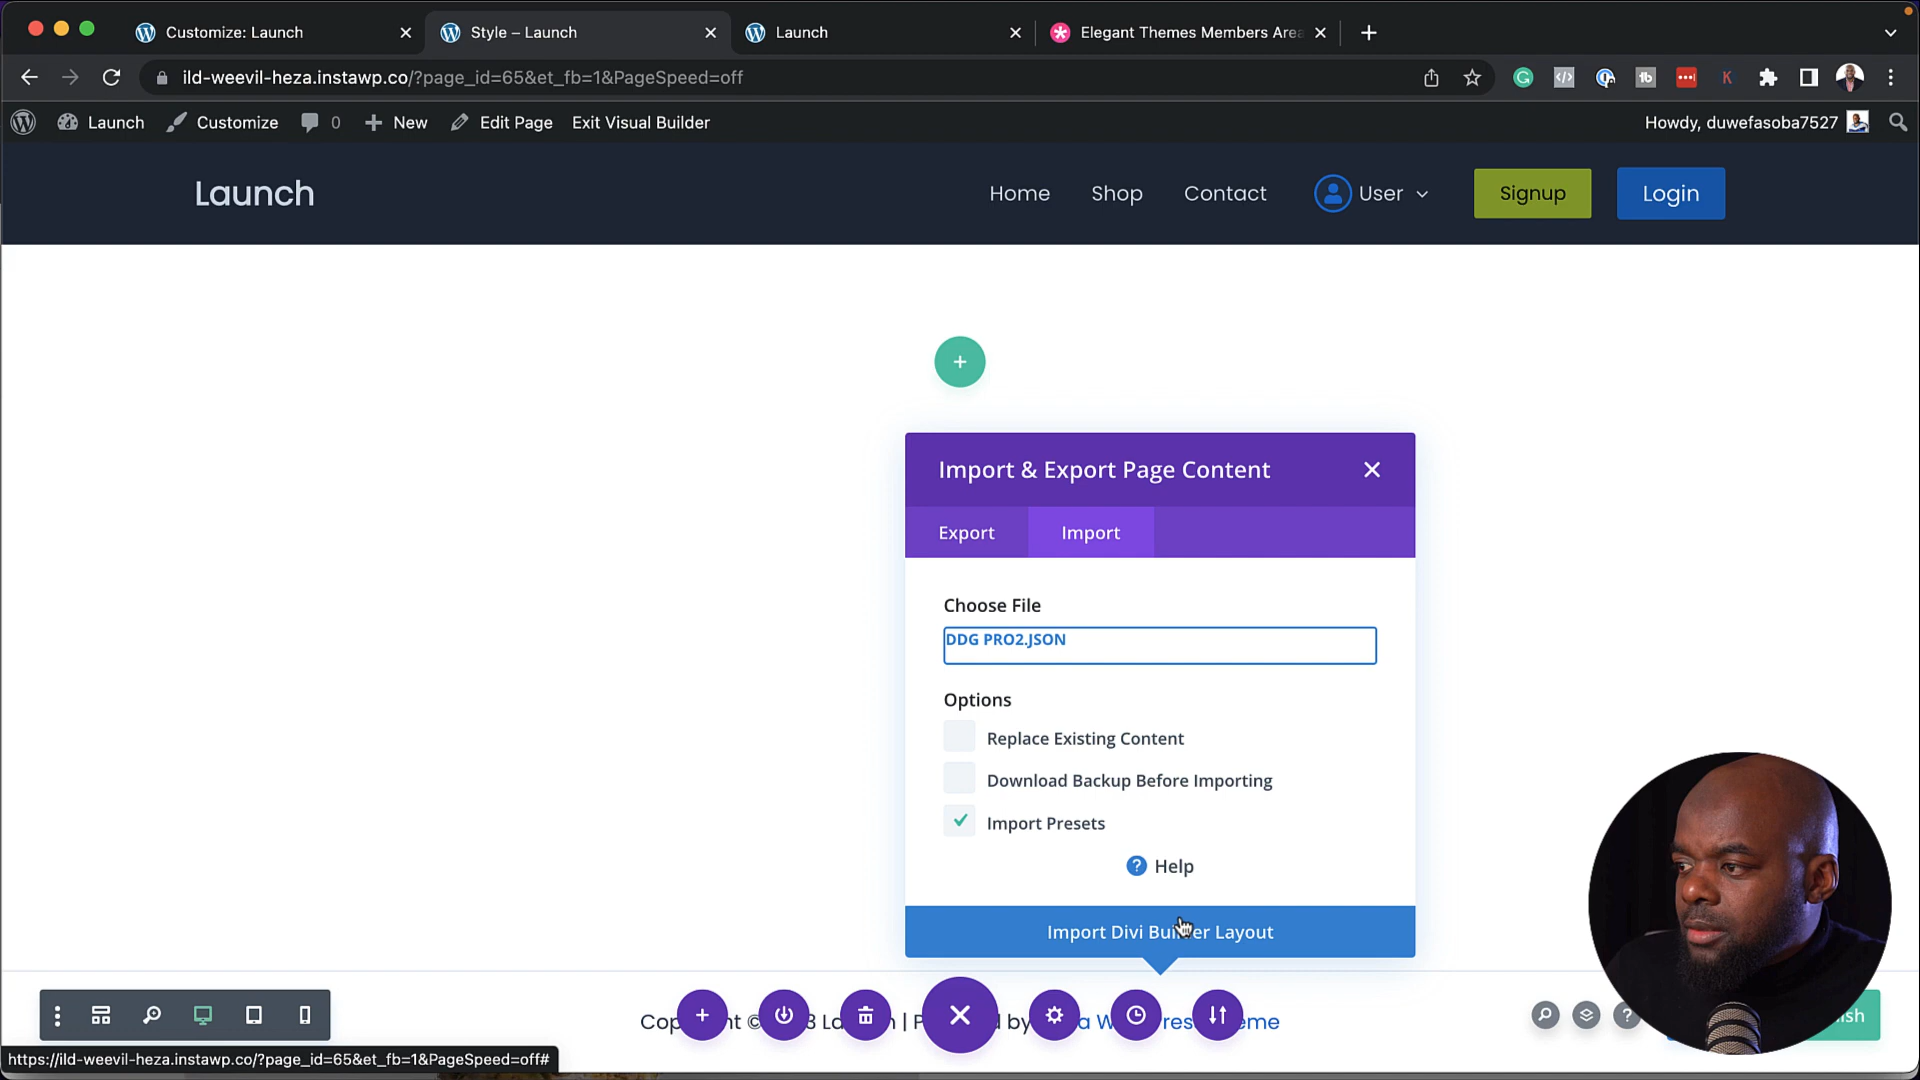 Customize: Launch
Style – Launch
Launch
Elegant Themes Members Area
ild-weevil-heza.instawp.co/?page_id=65&et_fb=1&PageSpeed=off
Launch
Customize
0
New
Edit Page
Exit Visual Builder
Howdy, duwefasoba7527
Launch
Home
Shop
Contact
User
Signup
Login
Import & Export Page Content
Export
Import
Choose File
DDG PRO2.JSON
Options
Replace Existing Content
Download Backup Before Importing
Import Presets
Help
Import Divi Builder Layout
https://ild-weevil-heza.instawp.co/?page_id=65&et_fb=1&PageSpeed=off#